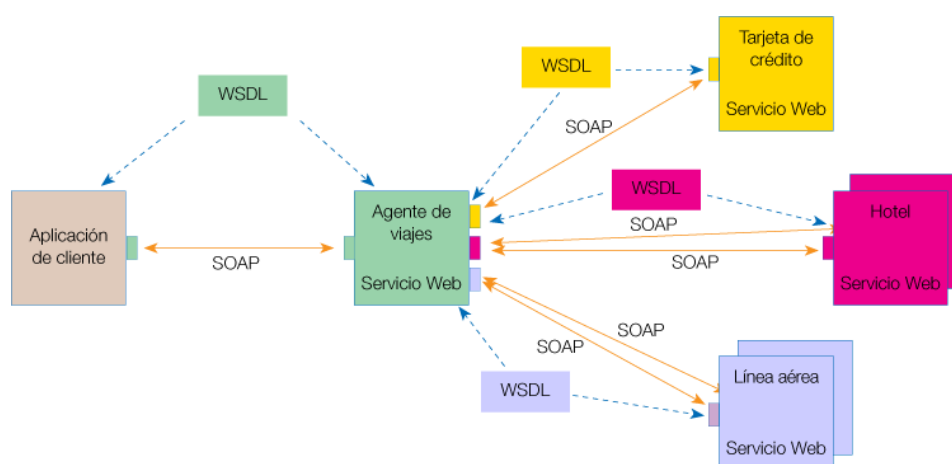 Tarjeta de
crédito
Servicio Web
WSDL
WSDL
SOAP
WSDL
Hotel
Servicio Web
Aplicación
de cliente
SOAP
Agente de
viajes
Servicio Web
SOAP
SOAP
SOAP
SOAP
WSDL
Línea aérea
Servicio Web